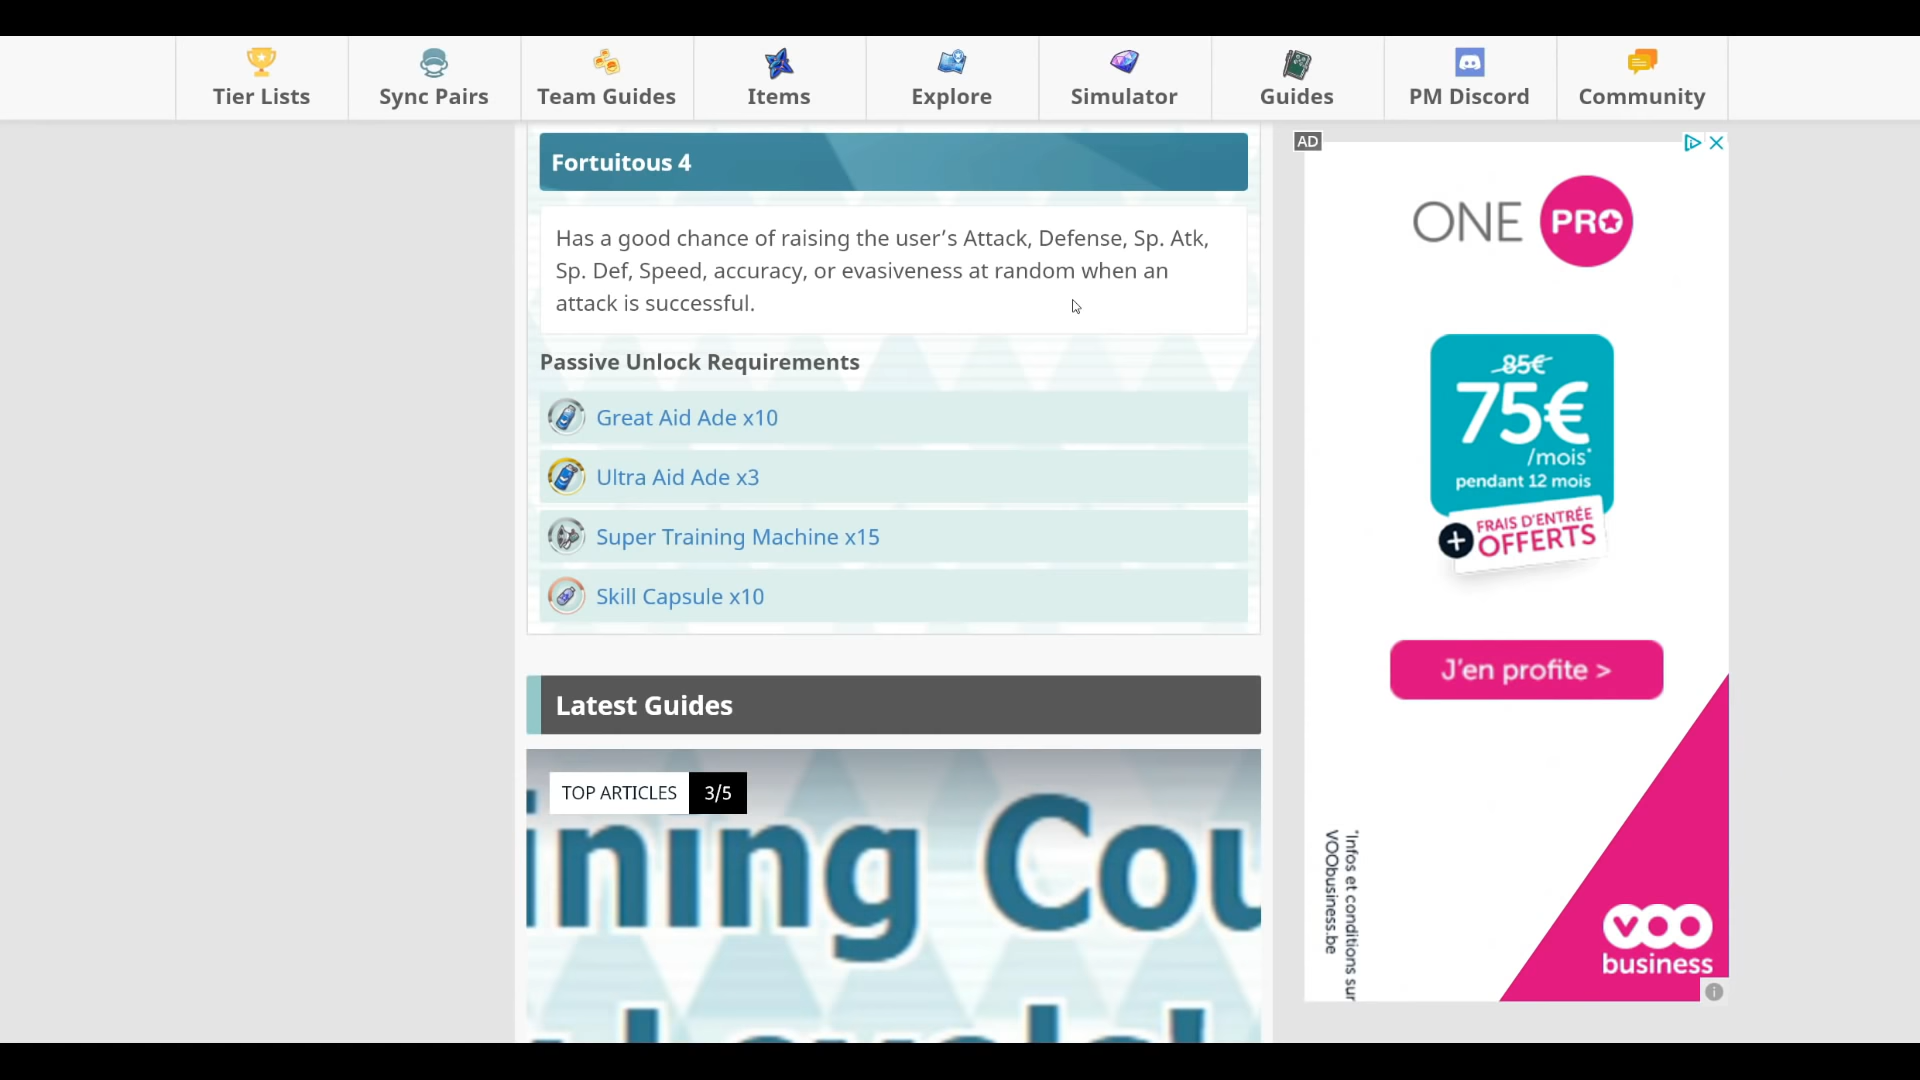 Tier Lists
Sync Pairs
Team Guides
Items
Explore
Simulator
Guides
PM Discord
Community
Fortuitous 4
Has a good chance of raising the user’s Attack, Defense, Sp. Atk,
Sp. Def, Speed, accuracy, or evasiveness at random when an
attack is successful.
Passive Unlock Requirements
Great Aid Ade x10
Ultra Aid Ade x3
Super Training Machine x15
Skill Capsule x10
Latest Guides
TOP ARTICLES 3/5
ining Cou
AD
ONE PRO
85€
75€
/mois*
pendant 12 mois
+ FRAIS D'ENTRÉE
OFFERTS
J'en profite >
*Infos et conditions sur
VOObusiness.be
voo
business